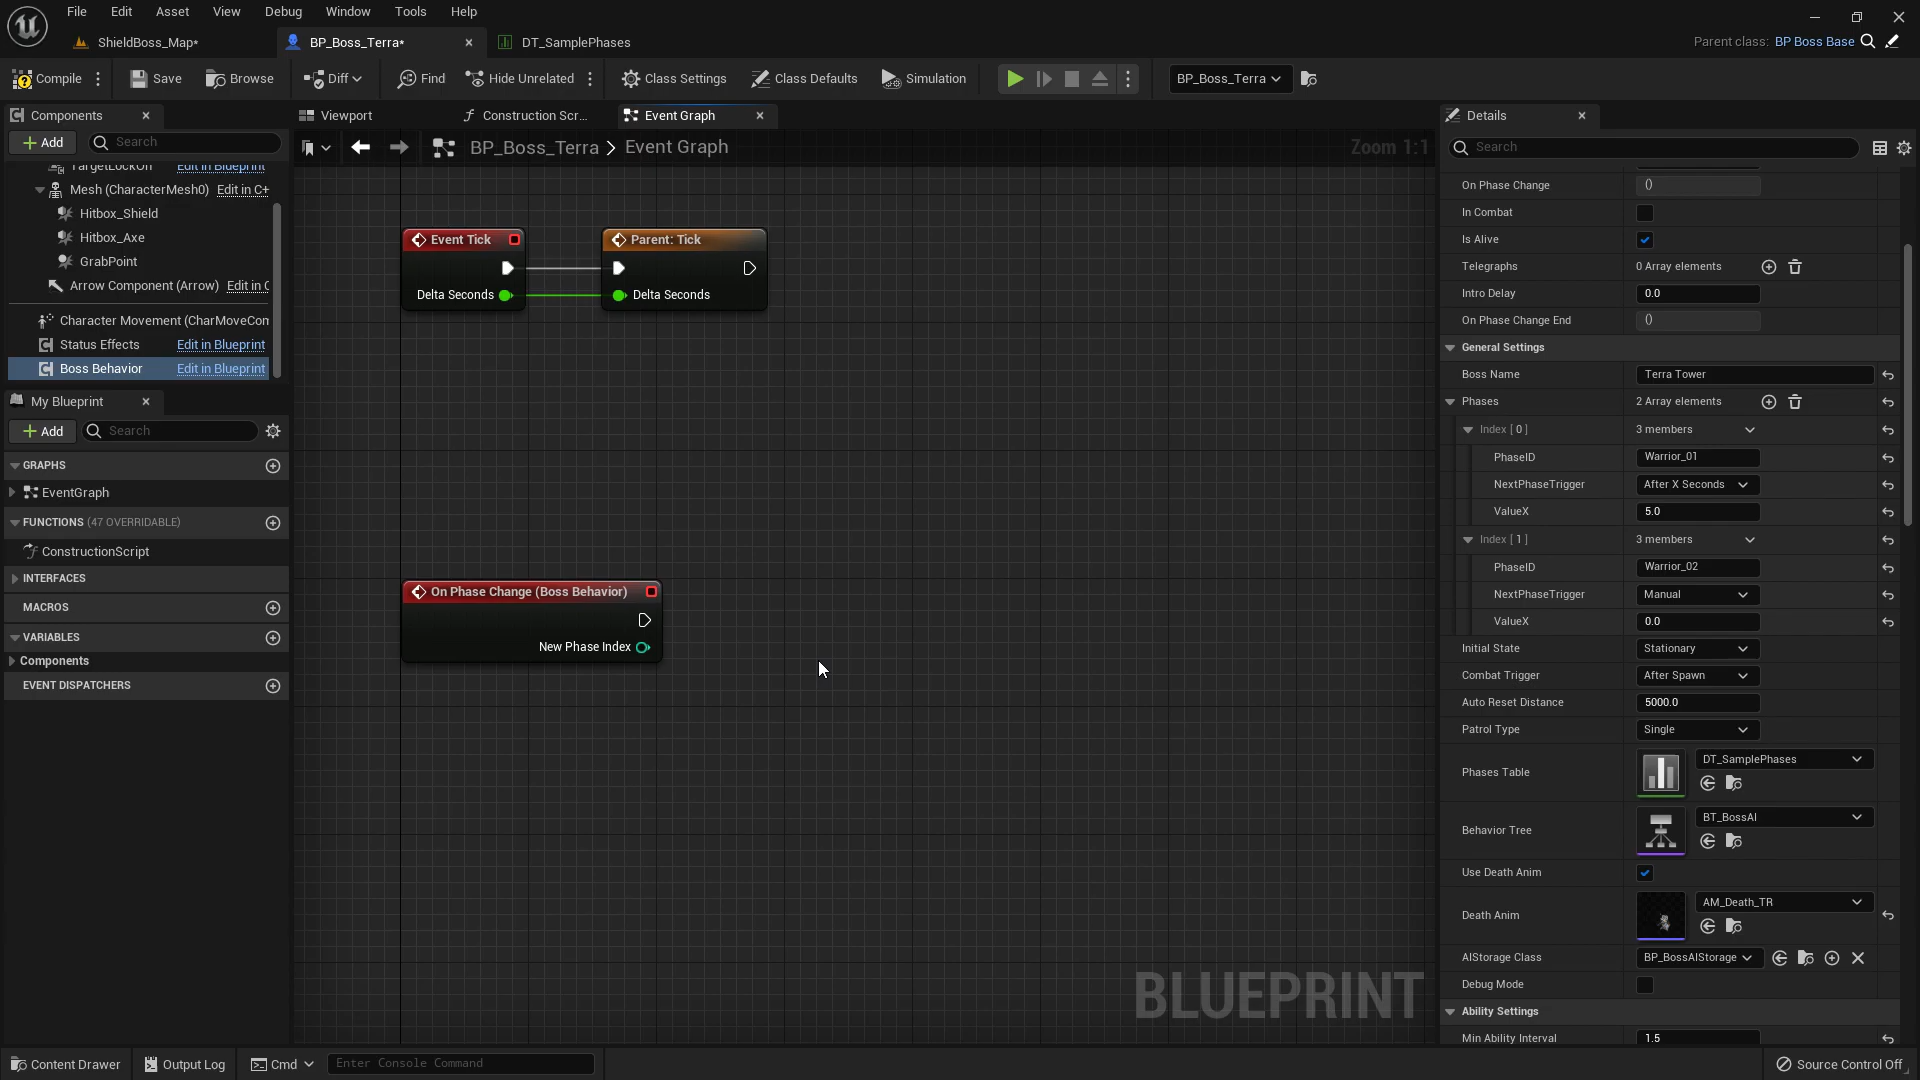 File Edit Asset View Debug Window Tools Help
ShieldBoss_Map* BP_Boss_Terra* DT_SamplePhases
Parent class: BP Boss Base
Compile Save Browse Diff Find Hide Unrelated Class Settings Class Defaults Simulation BP_Boss_Terra
Components
Add Search
TargetLockOn Edit in Blueprint
Mesh (CharacterMesh0) Edit in C+
Hitbox_Shield
Hitbox_Axe
GrabPoint
Arrow Component (Arrow) Edit in C
Character Movement (CharMoveCom
Status Effects Edit in Blueprint
Boss Behavior Edit in Blueprint
My Blueprint
Add Search
GRAPHS
EventGraph
FUNCTIONS (47 OVERRIDABLE)
ConstructionScript
INTERFACES
MACROS
VARIABLES
Components
EVENT DISPATCHERS
Viewport Construction Scr... Event Graph
BP_Boss_Terra > Event Graph Zoom 1:1
Event Tick
Delta Seconds
Parent: Tick
Delta Seconds
On Phase Change (Boss Behavior)
New Phase Index
BLUEPRINT
Details
Search
On Phase Change ()
In Combat
Is Alive
Telegraphs 0 Array elements
Intro Delay 0.0
On Phase Change End ()
General Settings
Boss Name Terra Tower
Phases 2 Array elements
Index [ 0 ] 3 members
PhaseID Warrior_01
NextPhaseTrigger After X Seconds
ValueX 5.0
Index [ 1 ] 3 members
PhaseID Warrior_02
NextPhaseTrigger Manual
ValueX 0.0
Initial State Stationary
Combat Trigger After Spawn
Auto Reset Distance 5000.0
Patrol Type Single
Phases Table DT_SamplePhases
Behavior Tree BT_BossAI
Use Death Anim
Death Anim AM_Death_TR
AIStorage Class BP_BossAIStorage
Debug Mode
Ability Settings
Min Ability Interval 1.5
Content Drawer Output Log Cmd Enter Console Command Source Control Off